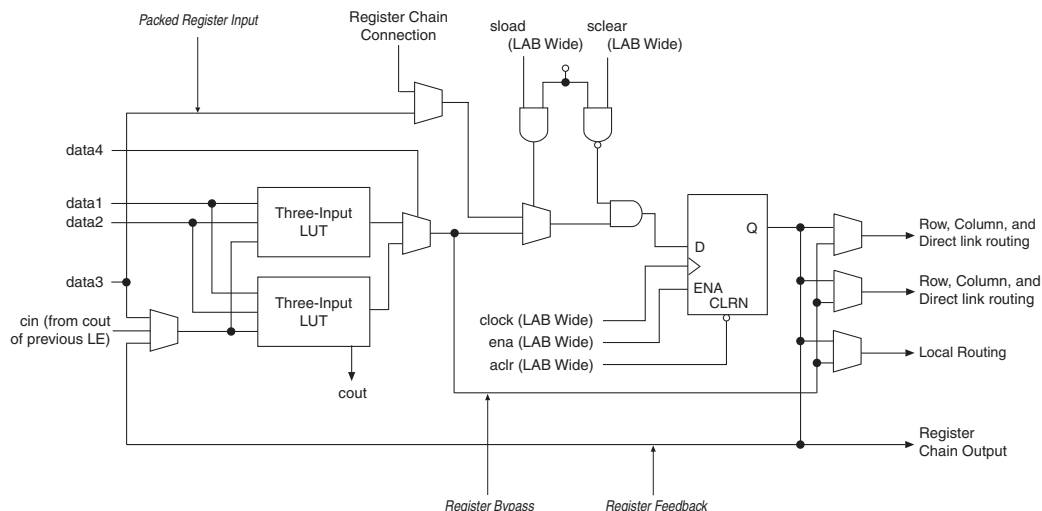 Packed Register Input
Register Chain
Connection
sload
(LAB Wide)
sclear
(LAB Wide)
data4
data1
data2
Three-Input
LUT
data3
Three-Input
LUT
cin (from cout
of previous LE)
cout
Q
D
ENA
CLRN
clock (LAB Wide)
ena (LAB Wide)
aclr (LAB Wide)
Row, Column, and
Direct link routing
Row, Column, and
Direct link routing
Local Routing
Register
Chain Output
Register Bypass
Register Feedback